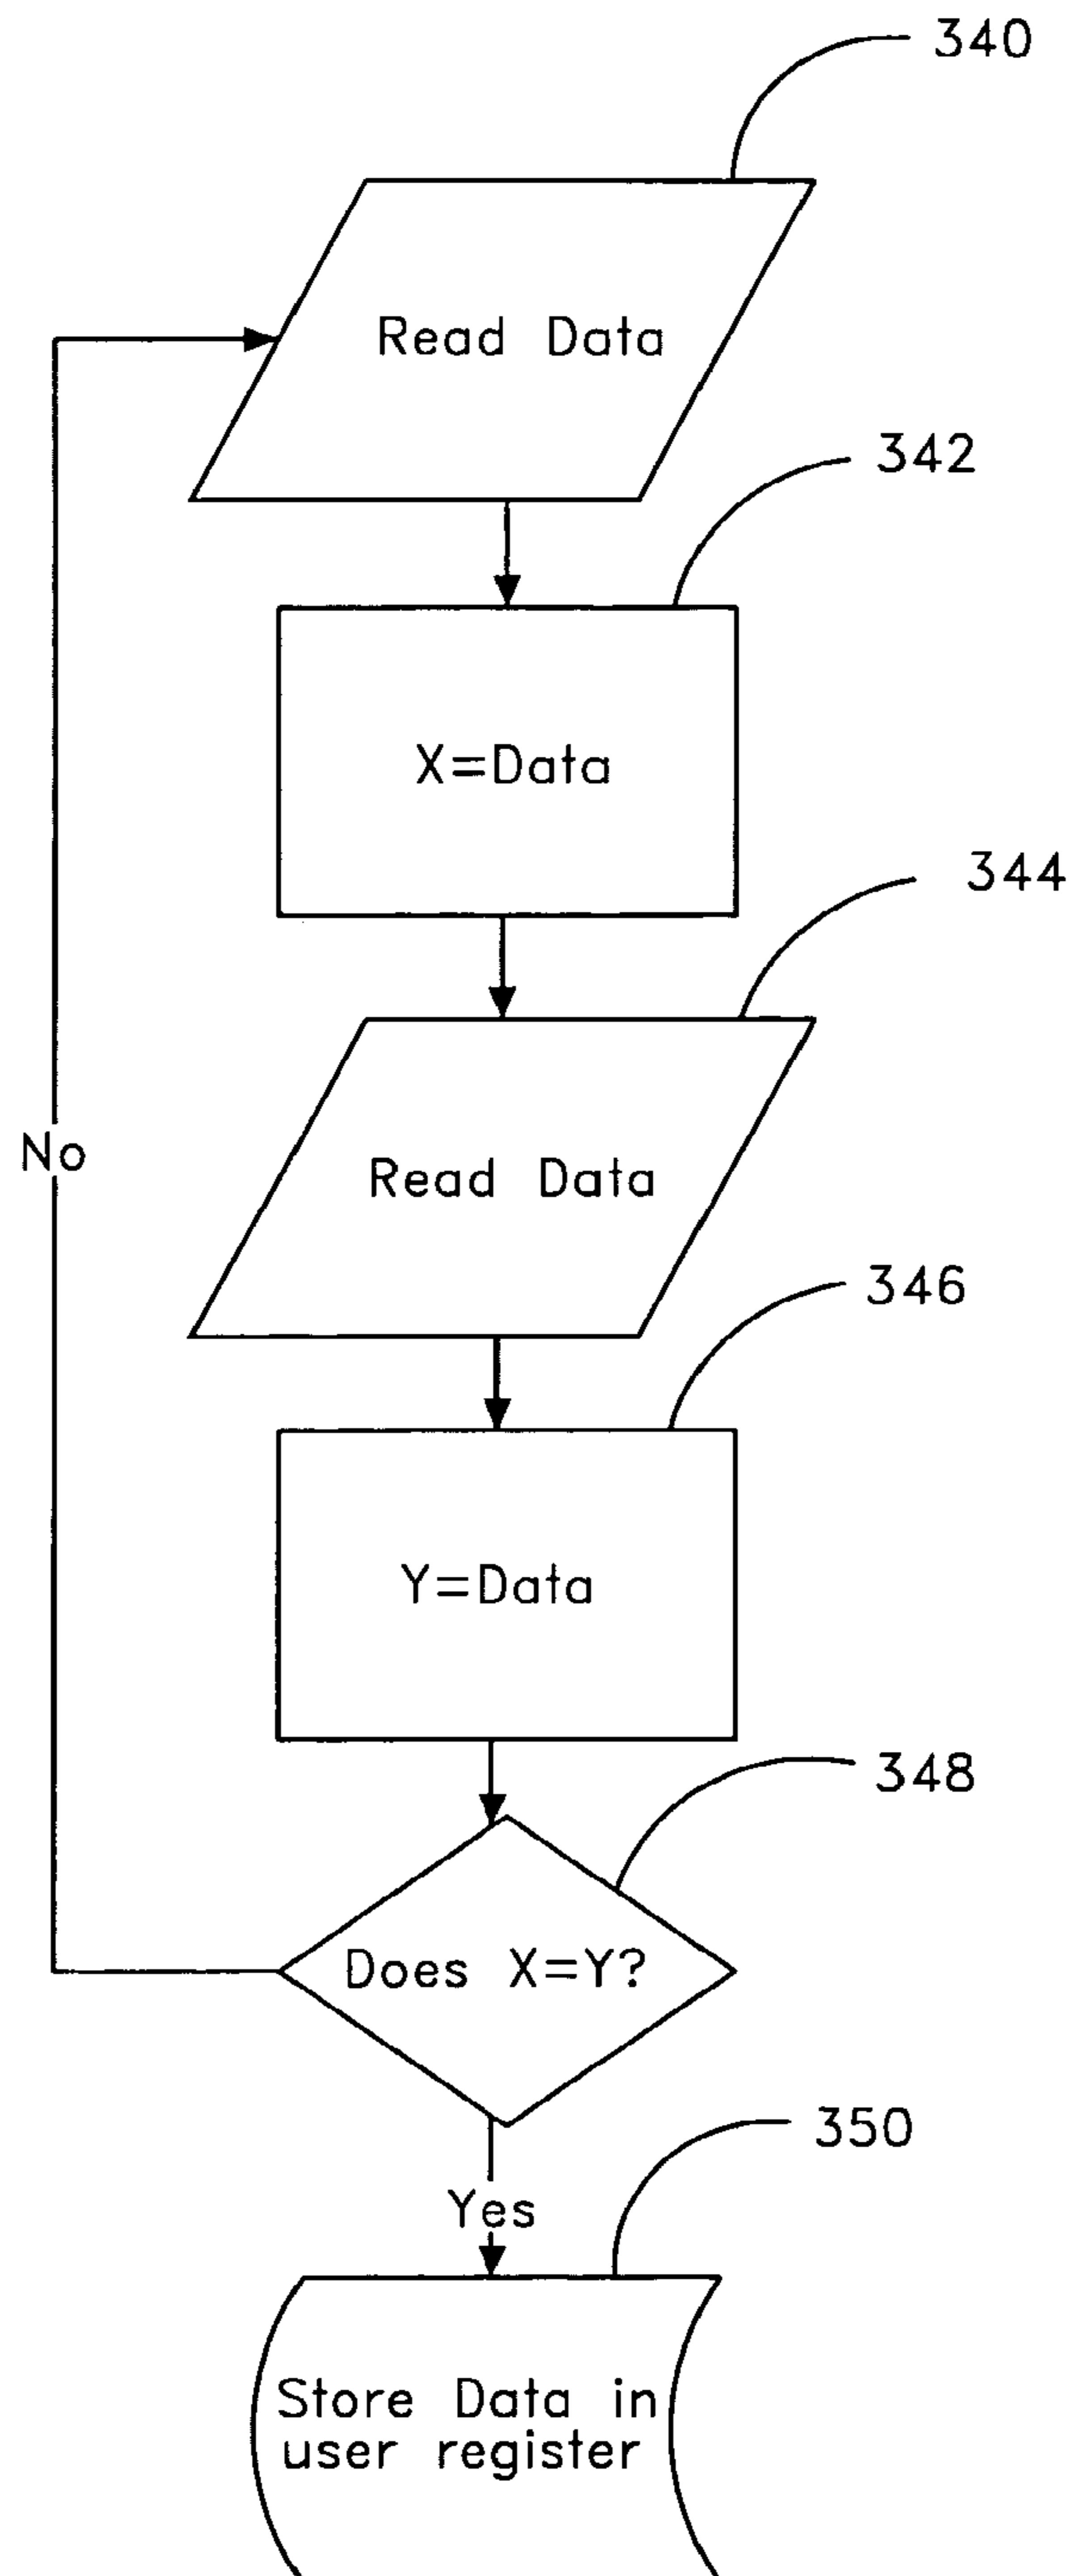 340
Read Data
342
X=Data
344
Read Data
No
346
Y=Data
348
Does X=Y?
350
Yes
Store Data in
user register